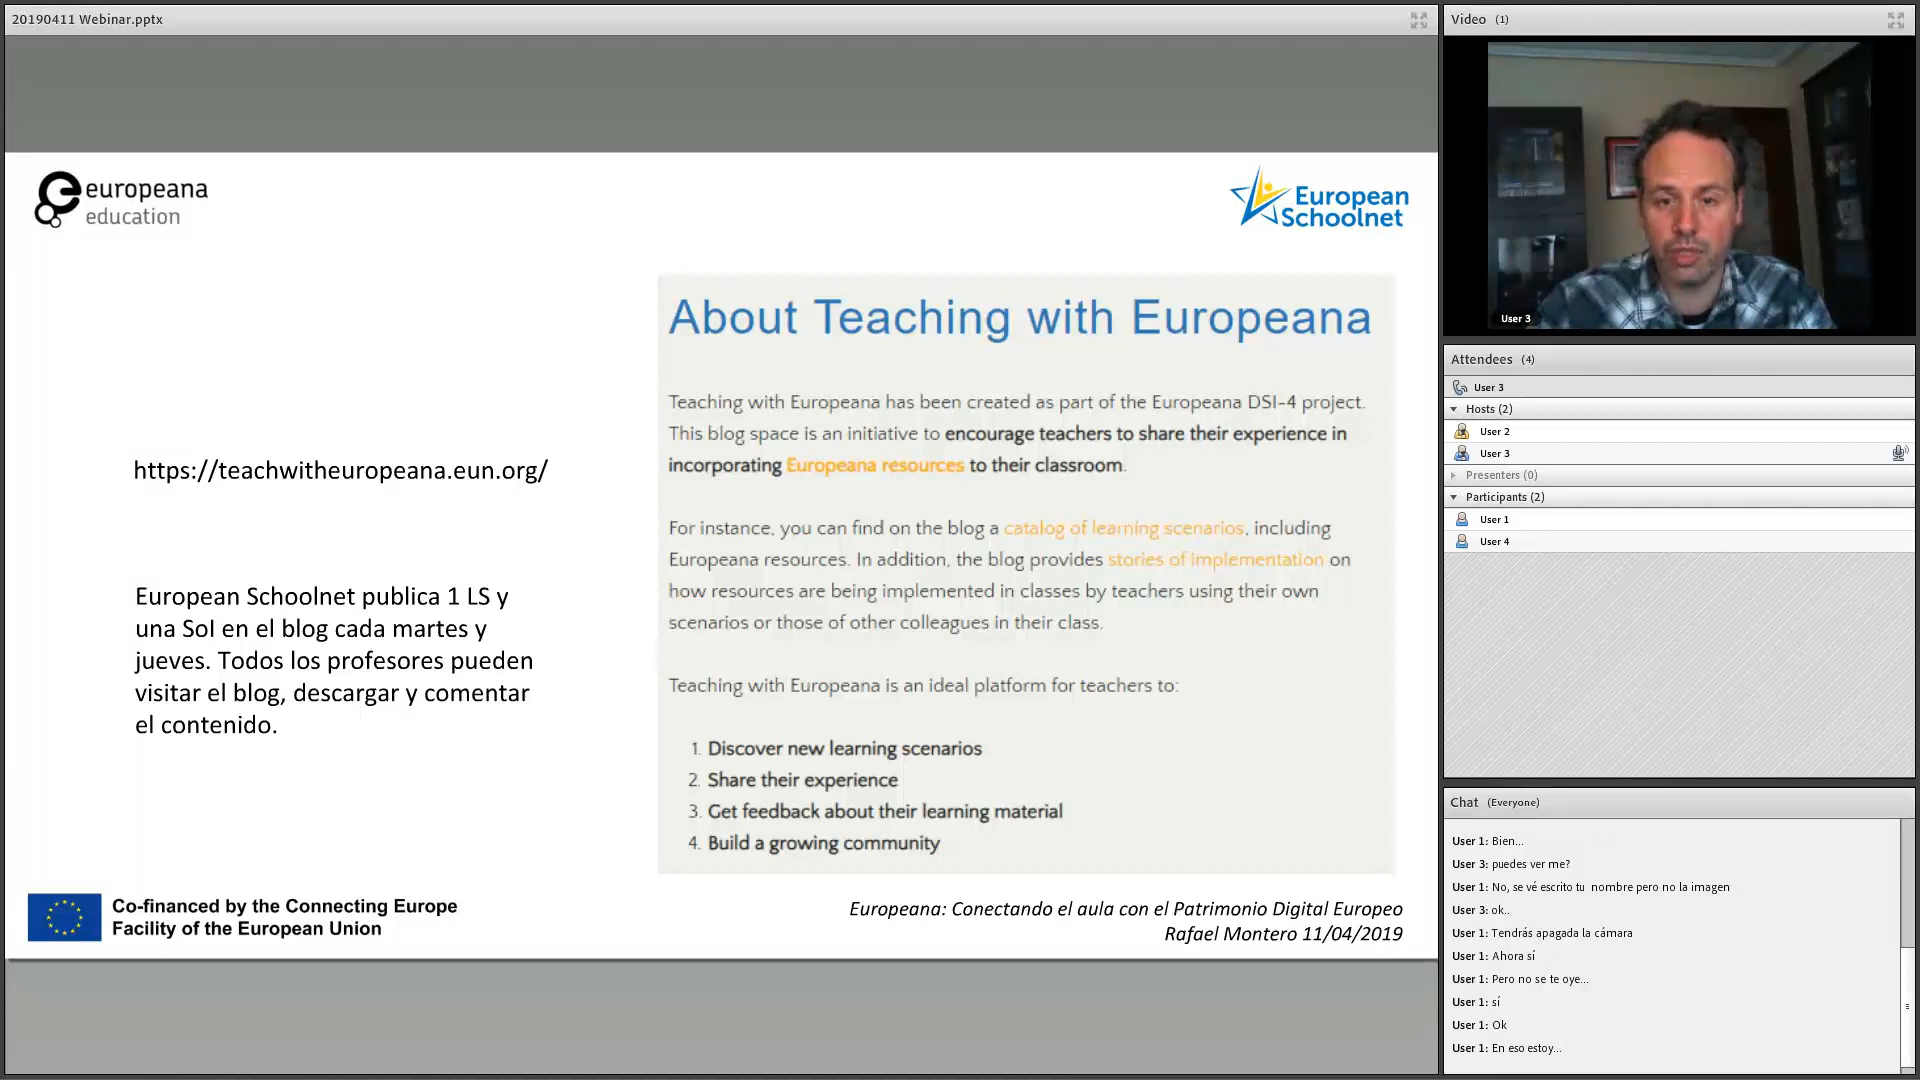 20190411 Webinar.pptx
europeana
education
European
Schoolnet
https://teachwitheuropeana.eun.org/
European Schoolnet publica 1 LS y
una SoI en el blog cada martes y
jueves. Todos los profesores pueden
visitar el blog, descargar y comentar
el contenido.
About Teaching with Europeana
Teaching with Europeana has been created as part of the Europeana DSI-4 project.
This blog space is an initiative to encourage teachers to share their experience in
incorporating Europeana resources to their classroom.
For instance, you can find on the blog a catalog of learning scenarios, including
Europeana resources. In addition, the blog provides stories of implementation on
how resources are being implemented in classes by teachers using their own
scenarios or those of other colleagues in their class.
Teaching with Europeana is an ideal platform for teachers to:
1. Discover new learning scenarios
2. Share their experience
3. Get feedback about their learning material
4. Build a growing community
Co-financed by the Connecting Europe
Facility of the European Union
Europeana: Conectando el aula con el Patrimonio Digital Europeo
Rafael Montero 11/04/2019
Video (1)
User 3
Attendees (4)
User 3
Hosts (2)
User 2
User 3
Presenters (0)
Participants (2)
User 1
User 4
Chat (Everyone)
User 1: Bien...
User 3: puedes ver me?
User 1: No, se vé escrito tu nombre pero no la imagen
User 3: ok..
User 1: Tendrás apagada la cámara
User 1: Ahora sí
User 1: Pero no se te oye...
User 1: sí
User 1: Ok
User 1: En eso estoy...